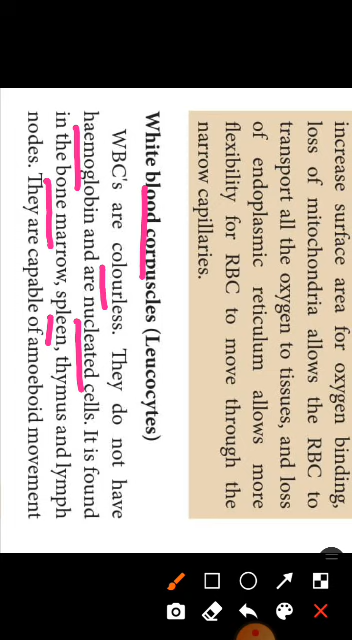 increase surface area for oxygen binding,
loss of mitochondria allows the RBC to
transport all the oxygen to tissues, and loss
of endoplasmic reticulum allows more
flexibility for RBC to move through the
narrow capillaries.
White blood corpuscles (Leucocytes)
WBC's are colourless. They do not have
haemoglobin and are nucleated cells. It is found
in the bone marrow, spleen, thymus and lymph
nodes. They are capable of amoeboid movement